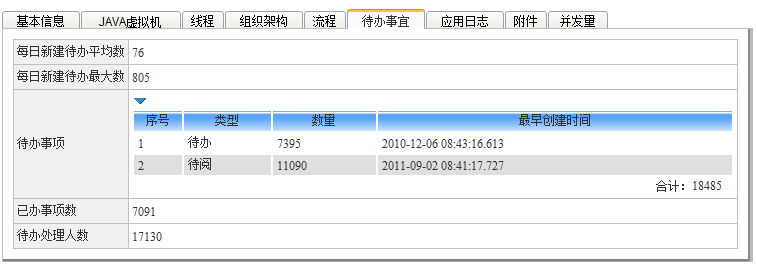 基本信息 JAVA虚拟机 线程 组织架构 流程 待办事宜 应用日志 附件 并发量
每日新建待办平均数 76
每日新建待办最大数 805
待办事项
序号 类型 数量 最早创建时间
1 待办 7395 2010-12-06 08:43:16.613
2 待阅 11090 2011-09-02 08:41:17.727
合计：18485
已办事项数 7091
待办处理人数 17130